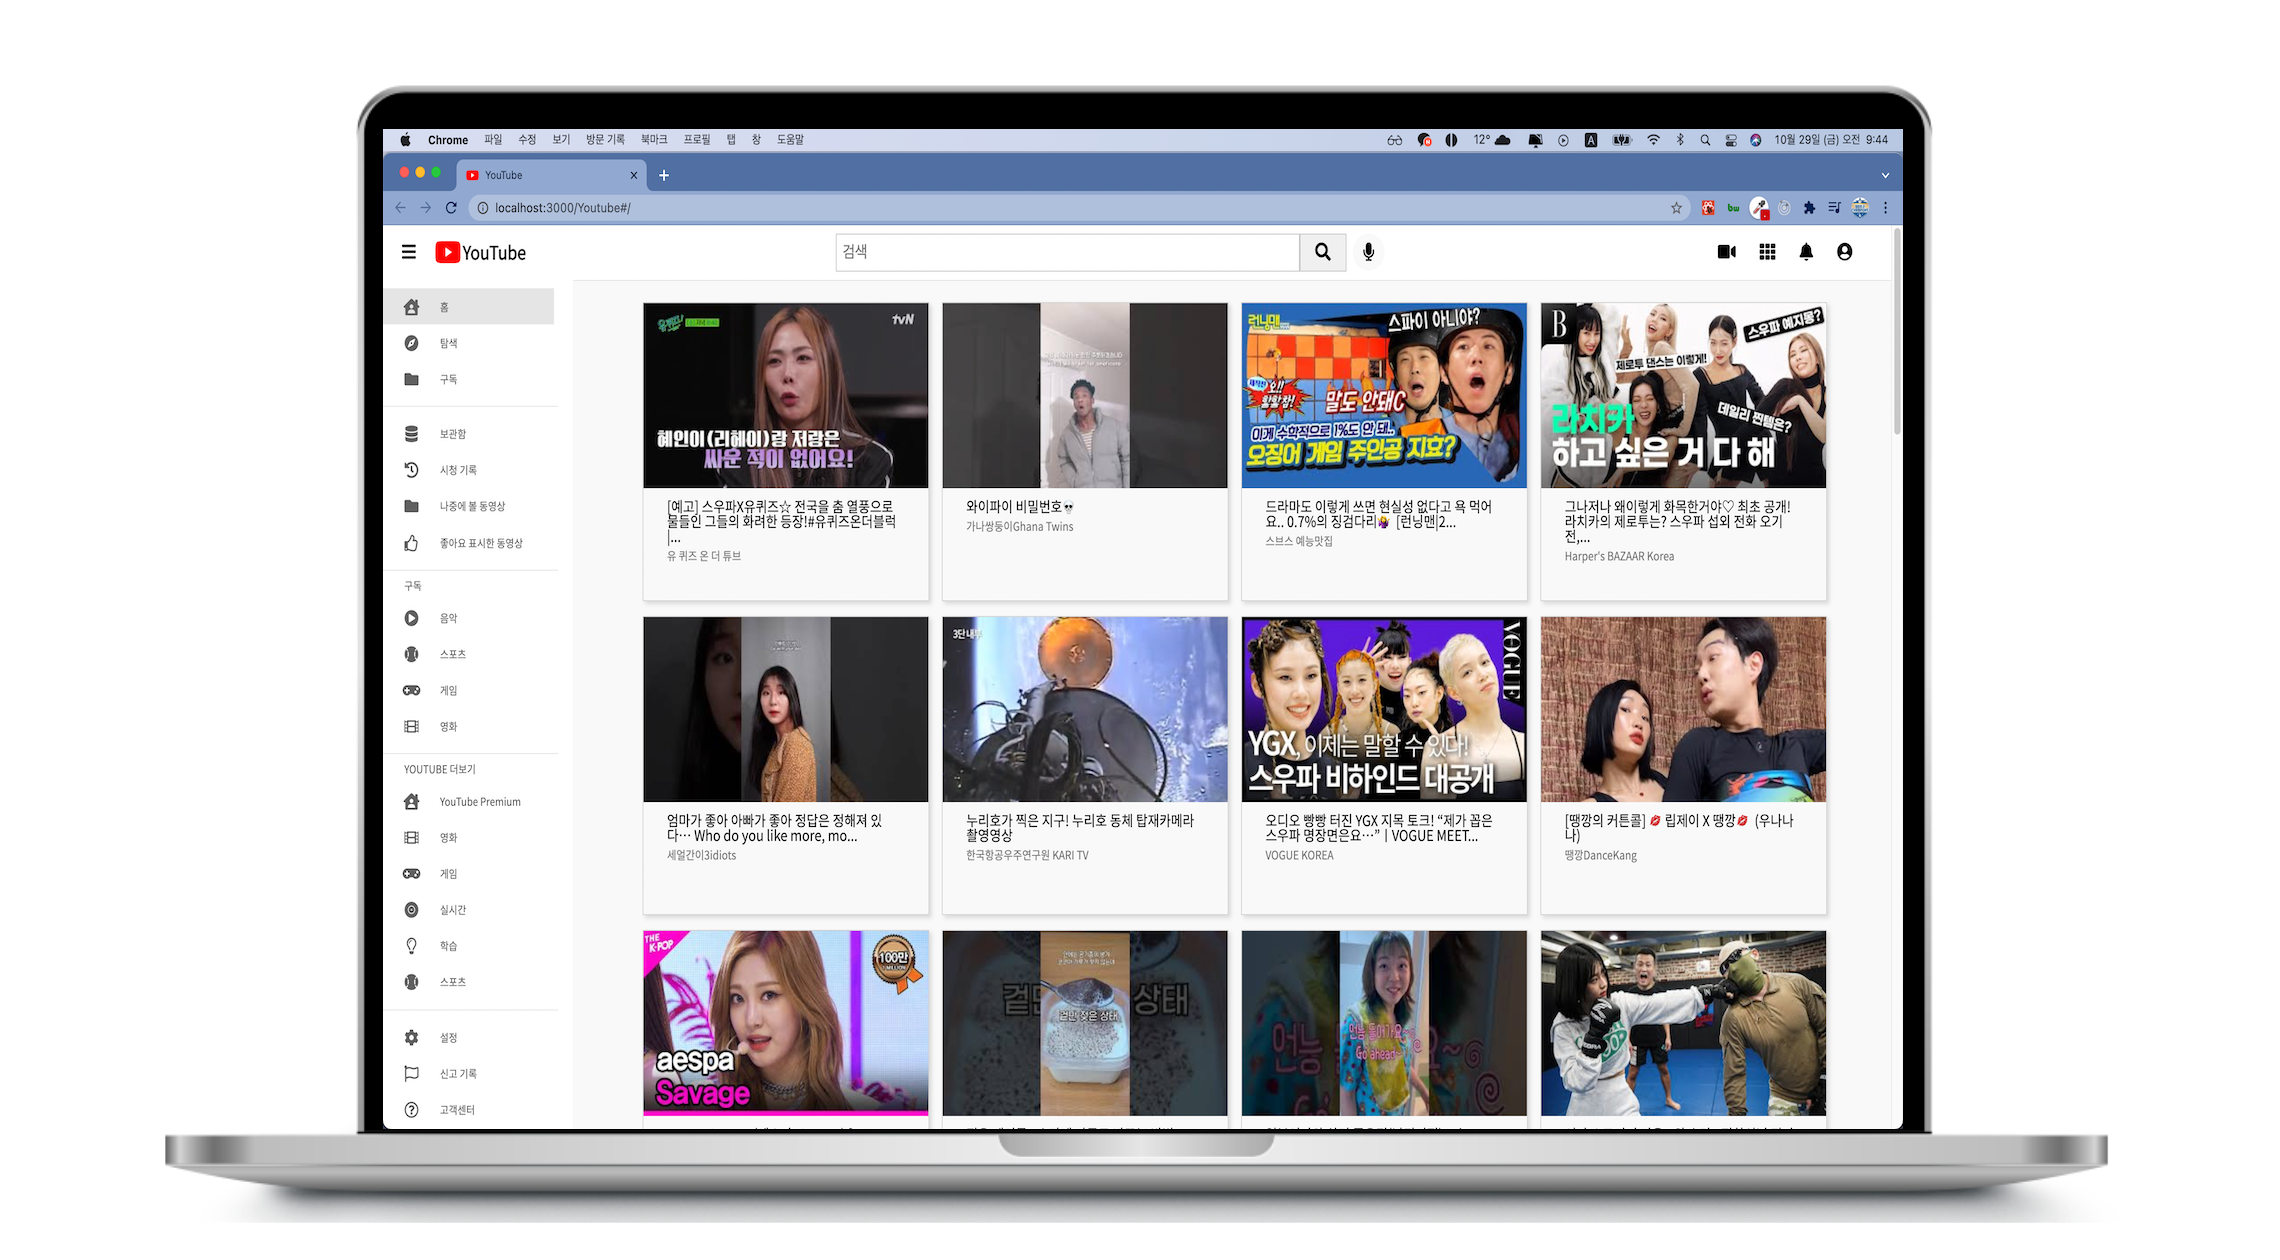 Chrome 파일 수정 보기 방문 기록 북마크 프로필 탭 창 도움말
12° A 10월 29일 (금) 오전 9:44
YouTube
localhost:3000/Youtube#/
YouTube
검색
홈
탐색
구독
보관함
시청 기록
나중에 볼 동영상
좋아요 표시한 동영상
구독
음악
스포츠
게임
영화
YOUTUBE 더보기
YouTube Premium
영화
게임
실시간
학습
스포츠
설정
신고 기록
고객센터
tvN
혜인이(리헤이)랑 저랑은
싸운 적이 없어요!
[예고] 스우파X유퀴즈☆ 전국을 춤 열풍으로
물들인 그들의 화려한 등장!#유퀴즈온더블럭
|...
유 퀴즈 온 더 튜브
와이파이 비밀번호💀
가나쌍둥이Ghana Twins
런닝맨
스파이 아니야?
말도 안돼C
이게 수학적으로 1%도 안 돼..
오징어 게임 주인공 지효?
드라마도 이렇게 쓰면 현실성 없다고 욕 먹어
요.. 0.7%의 징검다리🤷‍♀️ [런닝맨|2...
스브스 예능맛집
B
스우파 예지몽?
제로투 댄스는 이렇게!
데일리 찐템은?
라치카
하고 싶은 거 다 해
그나저나 왜이렇게 화목한거야♡ 최초 공개!
라치카의 제로투는? 스우파 섭외 전화 오기
전,...
Harper's BAZAAR Korea
엄마가 좋아 아빠가 좋아 정답은 정해져 있
다… Who do you like more, mo...
세얼간이3idiots
3단 내부
누리호가 찍은 지구! 누리호 동체 탑재카메라
촬영영상
한국항공우주연구원 KARI TV
VOGUE
YGX, 이제는 말할 수 있다!
스우파 비하인드 대공개
오디오 빵빵 터진 YGX 지목 토크! “제가 꼽은
스우파 명장면은요…” | VOGUE MEET...
VOGUE KOREA
[땡깡의 커튼콜] 💋 립제이 X 땡깡💋 (우나나
나)
땡깡DanceKang
THE
K-POP
100만
1 MILLION
aespa
Savage
겉만 상태
겉만 젖은 상태
언능 들어가요~
Go ahead~